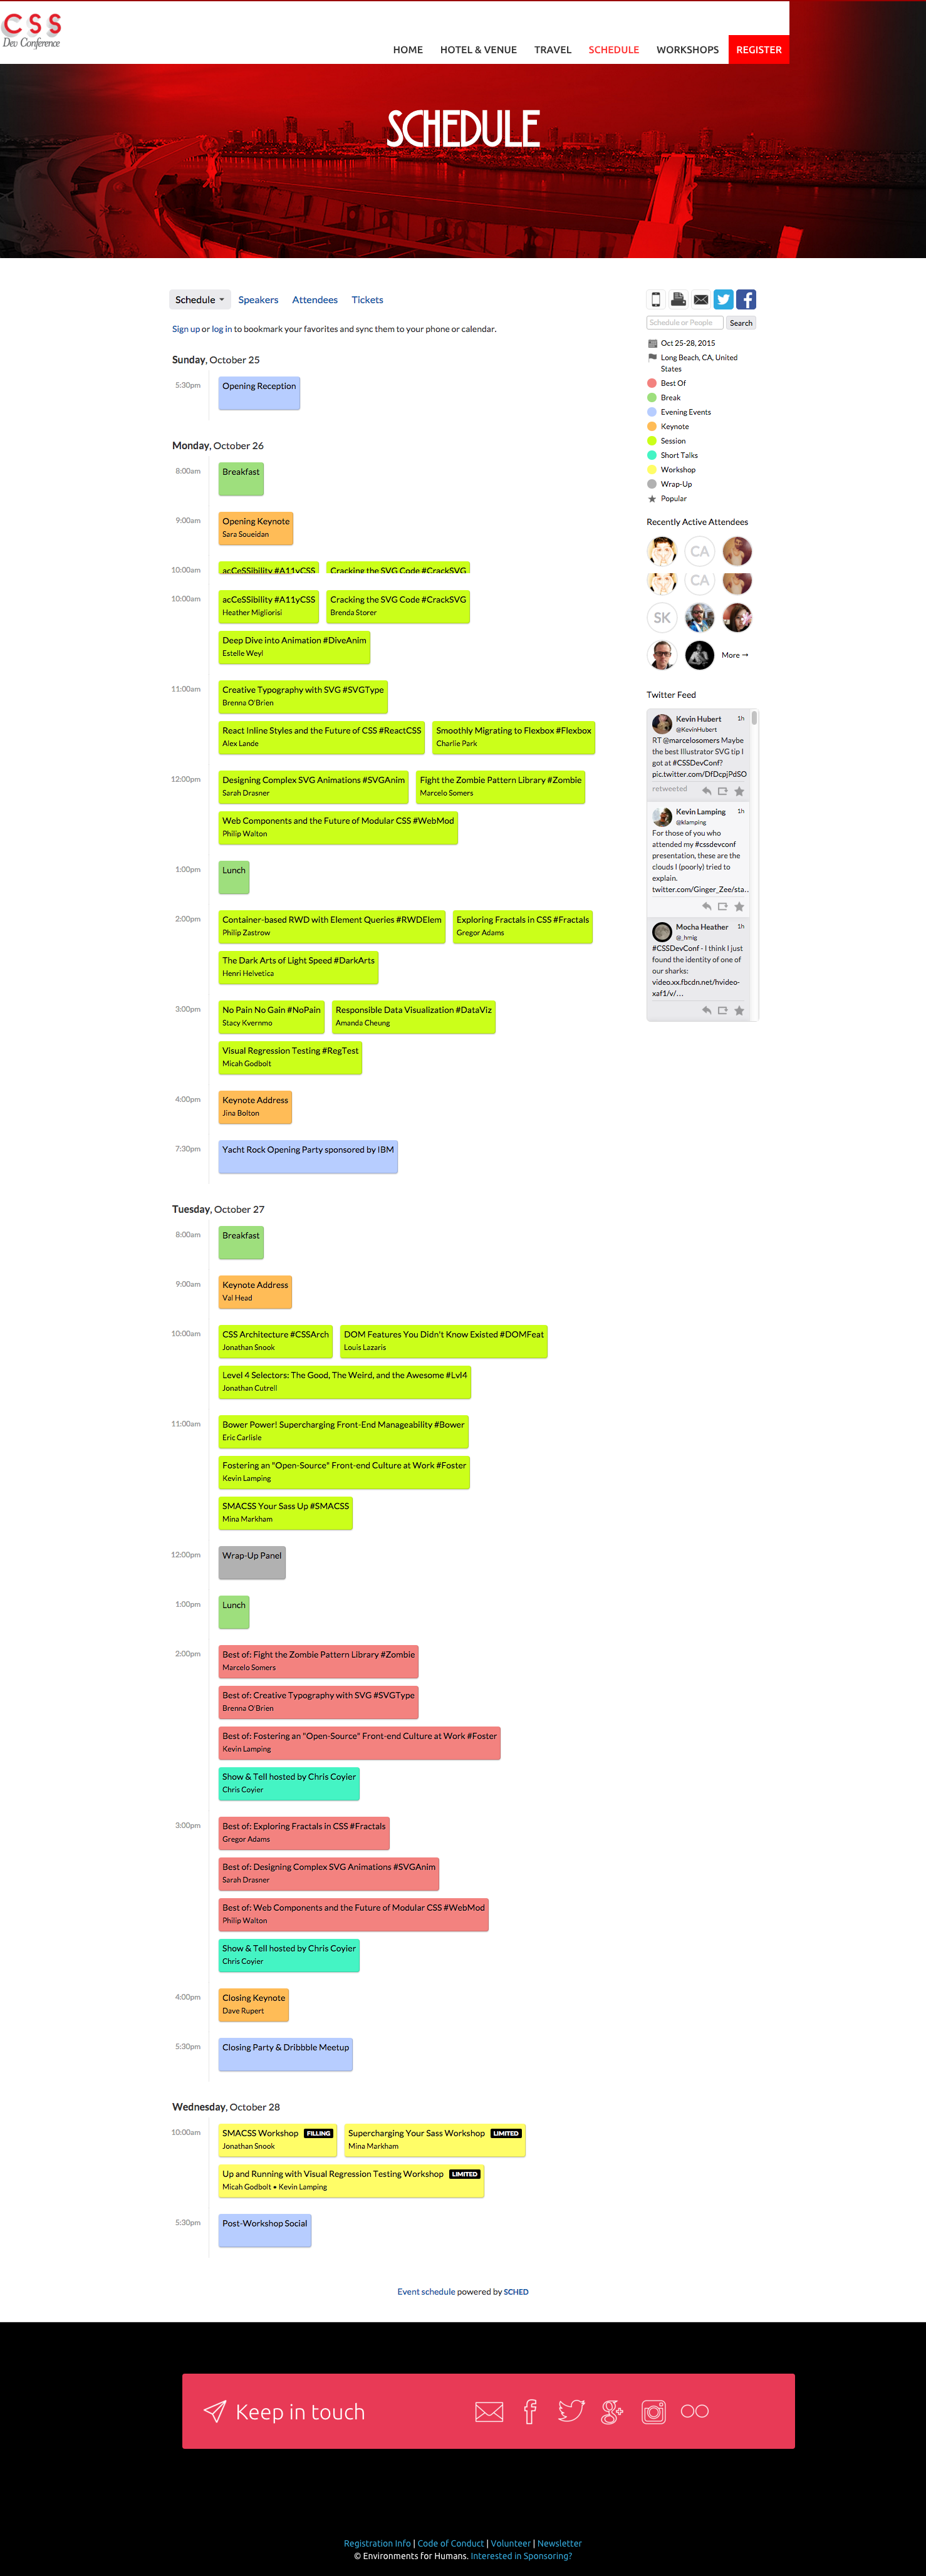 CSS
Dev Conference
HOME HOTEL & VENUE TRAVEL SCHEDULE WORKSHOPS REGISTER
SCHEDULE
Schedule Speakers Attendees Tickets
Sign up or log in to bookmark your favorites and sync them to your phone or calendar.
Sunday, October 25
5:30pm
Opening Reception
Monday, October 26
8:00am
Breakfast
9:00am
Opening Keynote
Sara Soueidan
10:00am
acCeSSibility #A11yCSS Cracking the SVG Code #CrackSVG
10:00am
acCeSSibility #A11yCSS
Heather Migliorisi
Cracking the SVG Code #CrackSVG
Brenda Storer
Deep Dive into Animation #DiveAnim
Estelle Weyl
11:00am
Creative Typography with SVG #SVGType
Brenna O'Brien
React Inline Styles and the Future of CSS #ReactCSS
Alex Lande
Smoothly Migrating to Flexbox #Flexbox
Charlie Park
12:00pm
Designing Complex SVG Animations #SVGAnim
Sarah Drasner
Fight the Zombie Pattern Library #Zombie
Marcelo Somers
Web Components and the Future of Modular CSS #WebMod
Philip Walton
1:00pm
Lunch
2:00pm
Container-based RWD with Element Queries #RWDElem
Philip Zastrow
Exploring Fractals in CSS #Fractals
Gregor Adams
The Dark Arts of Light Speed #DarkArts
Henri Helvetica
3:00pm
No Pain No Gain #NoPain
Stacy Kvernmo
Responsible Data Visualization #DataViz
Amanda Cheung
Visual Regression Testing #RegTest
Micah Godbolt
4:00pm
Keynote Address
Jina Bolton
7:30pm
Yacht Rock Opening Party sponsored by IBM
Tuesday, October 27
8:00am
Breakfast
9:00am
Keynote Address
Val Head
10:00am
CSS Architecture #CSSArch
Jonathan Snook
DOM Features You Didn't Know Existed #DOMFeat
Louis Lazaris
Level 4 Selectors: The Good, The Weird, and the Awesome #Lvl4
Jonathan Cutrell
11:00am
Bower Power! Supercharging Front-End Manageability #Bower
Eric Carlisle
Fostering an "Open-Source" Front-end Culture at Work #Foster
Kevin Lamping
SMACSS Your Sass Up #SMACSS
Mina Markham
12:00pm
Wrap-Up Panel
1:00pm
Lunch
2:00pm
Best of: Fight the Zombie Pattern Library #Zombie
Marcelo Somers
Best of: Creative Typography with SVG #SVGType
Brenna O'Brien
Best of: Fostering an "Open-Source" Front-end Culture at Work #Foster
Kevin Lamping
Show & Tell hosted by Chris Coyier
Chris Coyier
3:00pm
Best of: Exploring Fractals in CSS #Fractals
Gregor Adams
Best of: Designing Complex SVG Animations #SVGAnim
Sarah Drasner
Best of: Web Components and the Future of Modular CSS #WebMod
Philip Walton
Show & Tell hosted by Chris Coyier
Chris Coyier
4:00pm
Closing Keynote
Dave Rupert
5:30pm
Closing Party & Dribbble Meetup
Wednesday, October 28
10:00am
SMACSS Workshop FILLING
Jonathan Snook
Supercharging Your Sass Workshop LIMITED
Mina Markham
Up and Running with Visual Regression Testing Workshop LIMITED
Micah Godbolt • Kevin Lamping
5:30pm
Post-Workshop Social
Schedule or People Search
Oct 25-28, 2015
Long Beach, CA, United
States
Best Of
Break
Evening Events
Keynote
Session
Short Talks
Workshop
Wrap-Up
Popular
Recently Active Attendees
CA
CA
SK
More →
Twitter Feed
Kevin Hubert 1h
@KevinHubert
RT @marcelosomers Maybe
the best Illustrator SVG tip I
got at #CSSDevConf?
pic.twitter.com/DfDcpjPdSO
retweeted
Kevin Lamping 1h
@klamping
For those of you who
attended my #cssdevconf
presentation, these are the
clouds I (poorly) tried to
explain.
twitter.com/Ginger_Zee/sta…
Mocha Heather 1h
@_hmig
#CSSDevConf - I think I just
found the identity of one of
our sharks:
video.xx.fbcdn.net/hvideo-
xaf1/v/…
Event schedule powered by SCHED
Keep in touch
Registration Info | Code of Conduct | Volunteer | Newsletter
© Environments for Humans. Interested in Sponsoring?